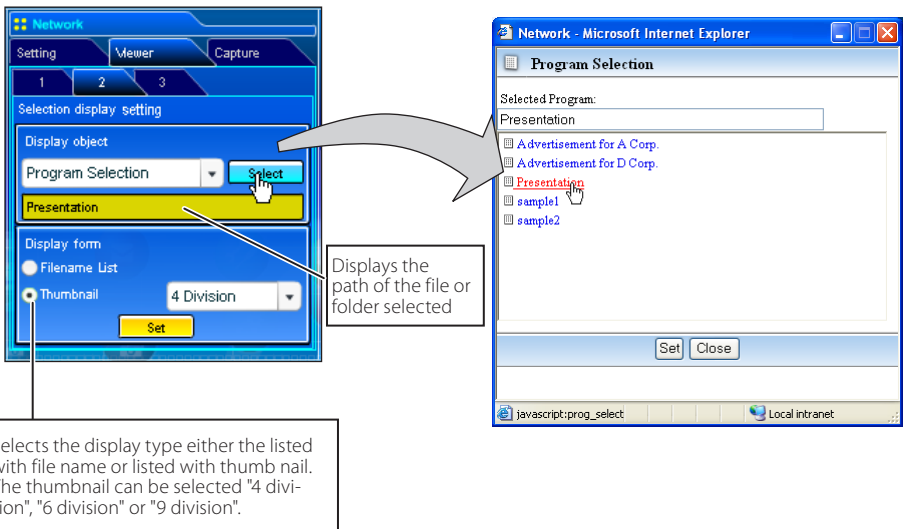 Network
Setting Viewer Capture
1 2 3
Selection display setting
Display object
Program Selection Select
Presentation
Display form
Filename List
Thumbnail 4 Division
Set
Displays the
path of the file or
folder selected
elects the display type either the listed
with file name or listed with thumb nail.
he thumbnail can be selected "4 divi-
ion", "6 division" or "9 division".
Network - Microsoft Internet Explorer
Program Selection
Selected Program:
Presentation
Advertisement for A Corp.
Advertisement for D Corp.
Presentation
sample1
sample2
Set Close
javascript:prog_select Local intranet